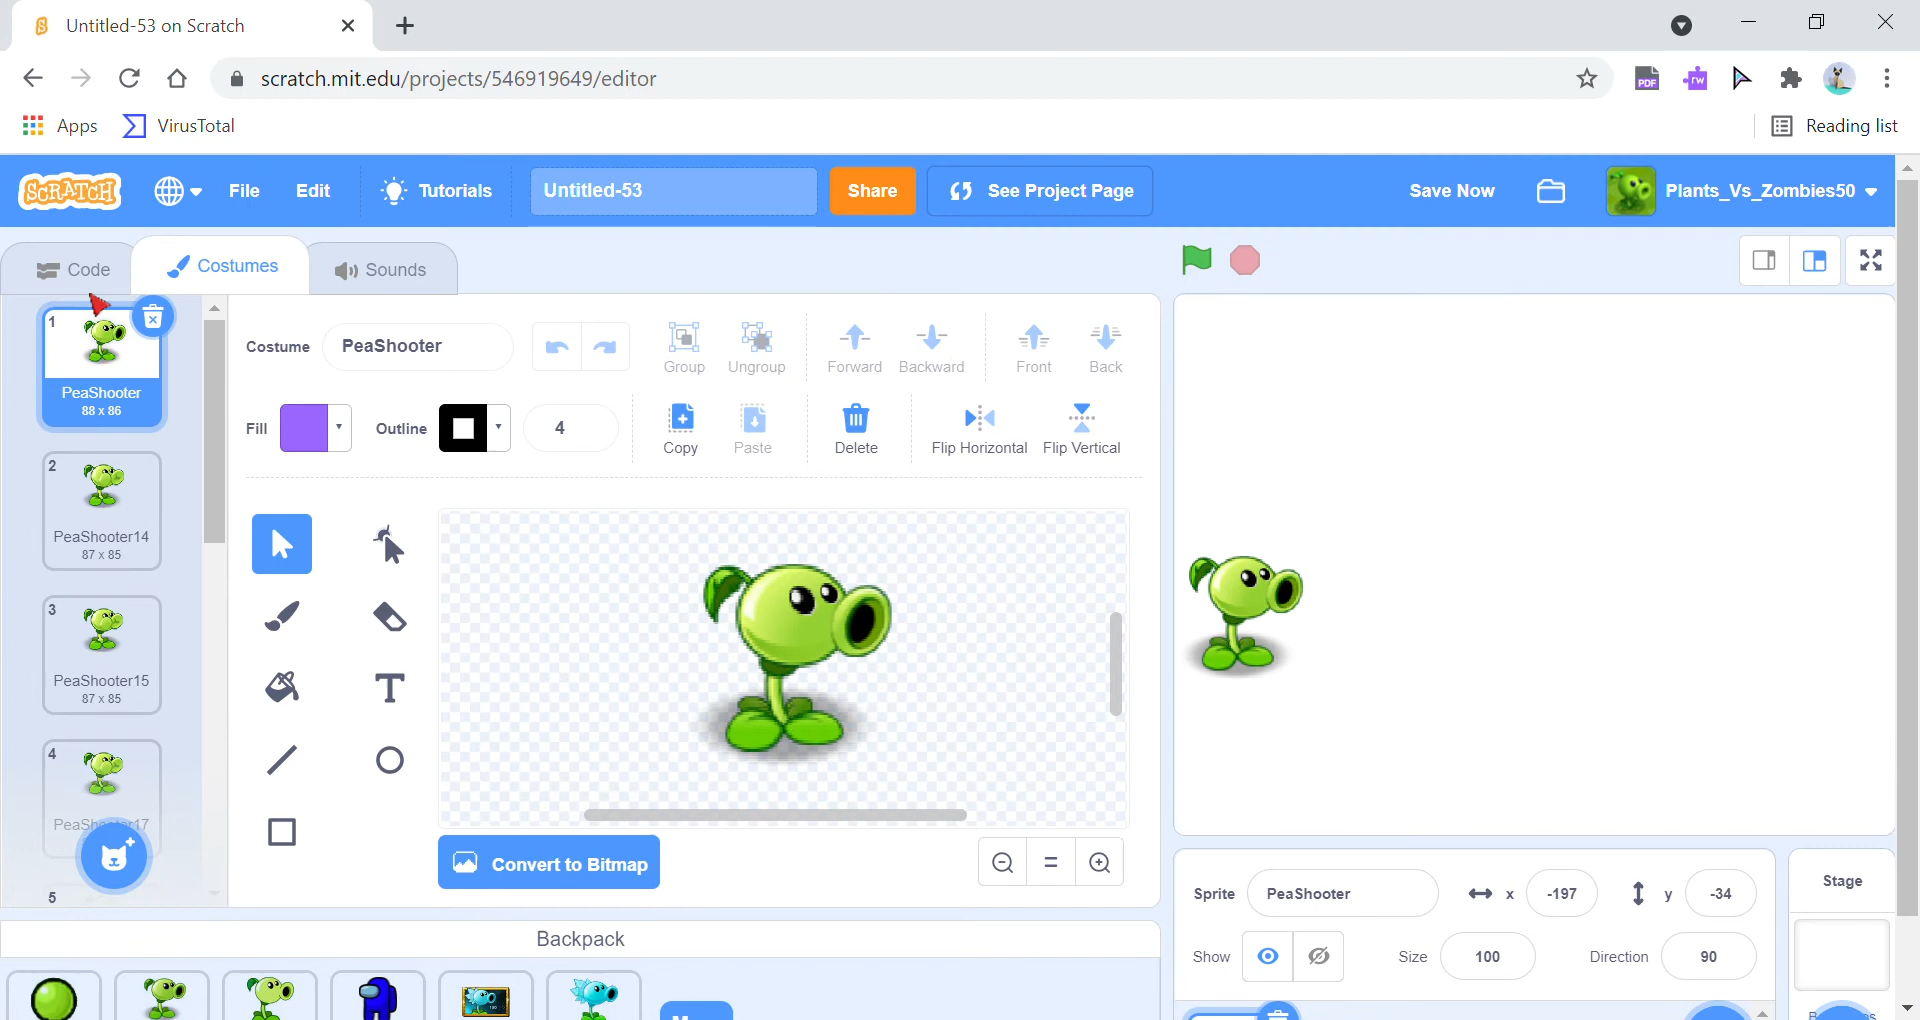 Untitled-53 on Scratch
scratch.mit.edu/projects/546919649/editor
PDF
rw
Apps
VirusTotal
Reading list
SCRATCH
File
Edit
Tutorials
Untitled-53
Share
See Project Page
Save Now
Plants_Vs_Zombies50
Code
Costumes
Sounds
1
PeaShooter
88 x 86
2
PeaShooter14
87 x 85
3
PeaShooter15
87 x 85
4
5
Costume
PeaShooter
Group
Ungroup
Forward
Backward
Front
Back
Fill
Outline
4
Copy
Paste
Delete
Flip Horizontal
Flip Vertical
T
Convert to Bitmap
Sprite
PeaShooter
x
-197
y
-34
Show
Size
100
Direction
90
Stage
Backpack